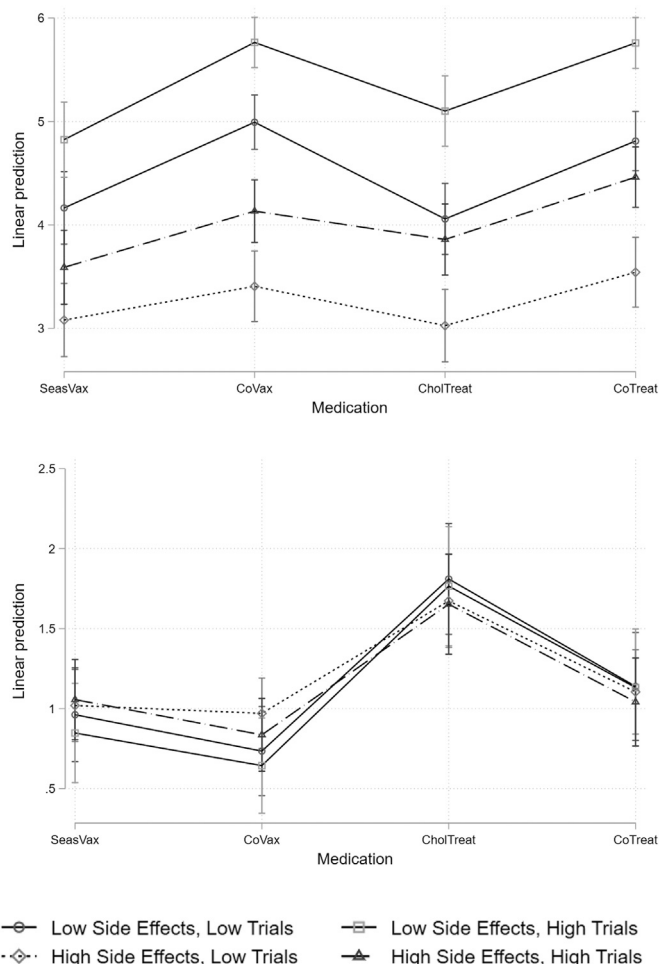 6
5
Linear prediction
4
3
SeasVax CoVax CholTreat CoTreat
Medication
2.5
2
Linear prediction
1.5
1
.5
SeasVax CoVax CholTreat CoTreat
Medication
Low Side Effects, Low Trials Low Side Effects, High Trials
High Side Effects, Low Trials High Side Effects, High Trials